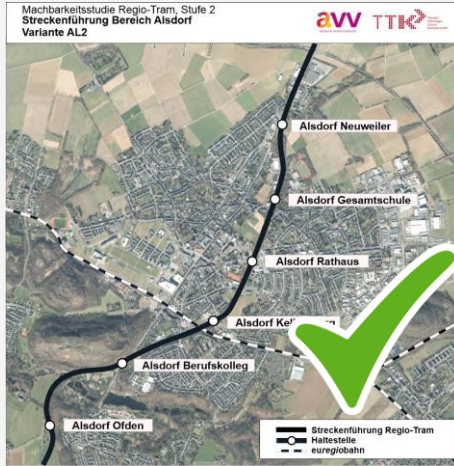 Machbarkeitsstudie Regio-Tram, Stufe 2
Streckenführung Bereich Alsdorf
Variante AL2
avv
TTK
Alsdorf Neuweiler
Alsdorf Gesamtschule
Alsdorf Rathaus
Alsdorf
Alsdorf Berufskolleg
Alsdorf Ofden
Streckenführung Regio-Tram
Haltestelle
euregiobahn